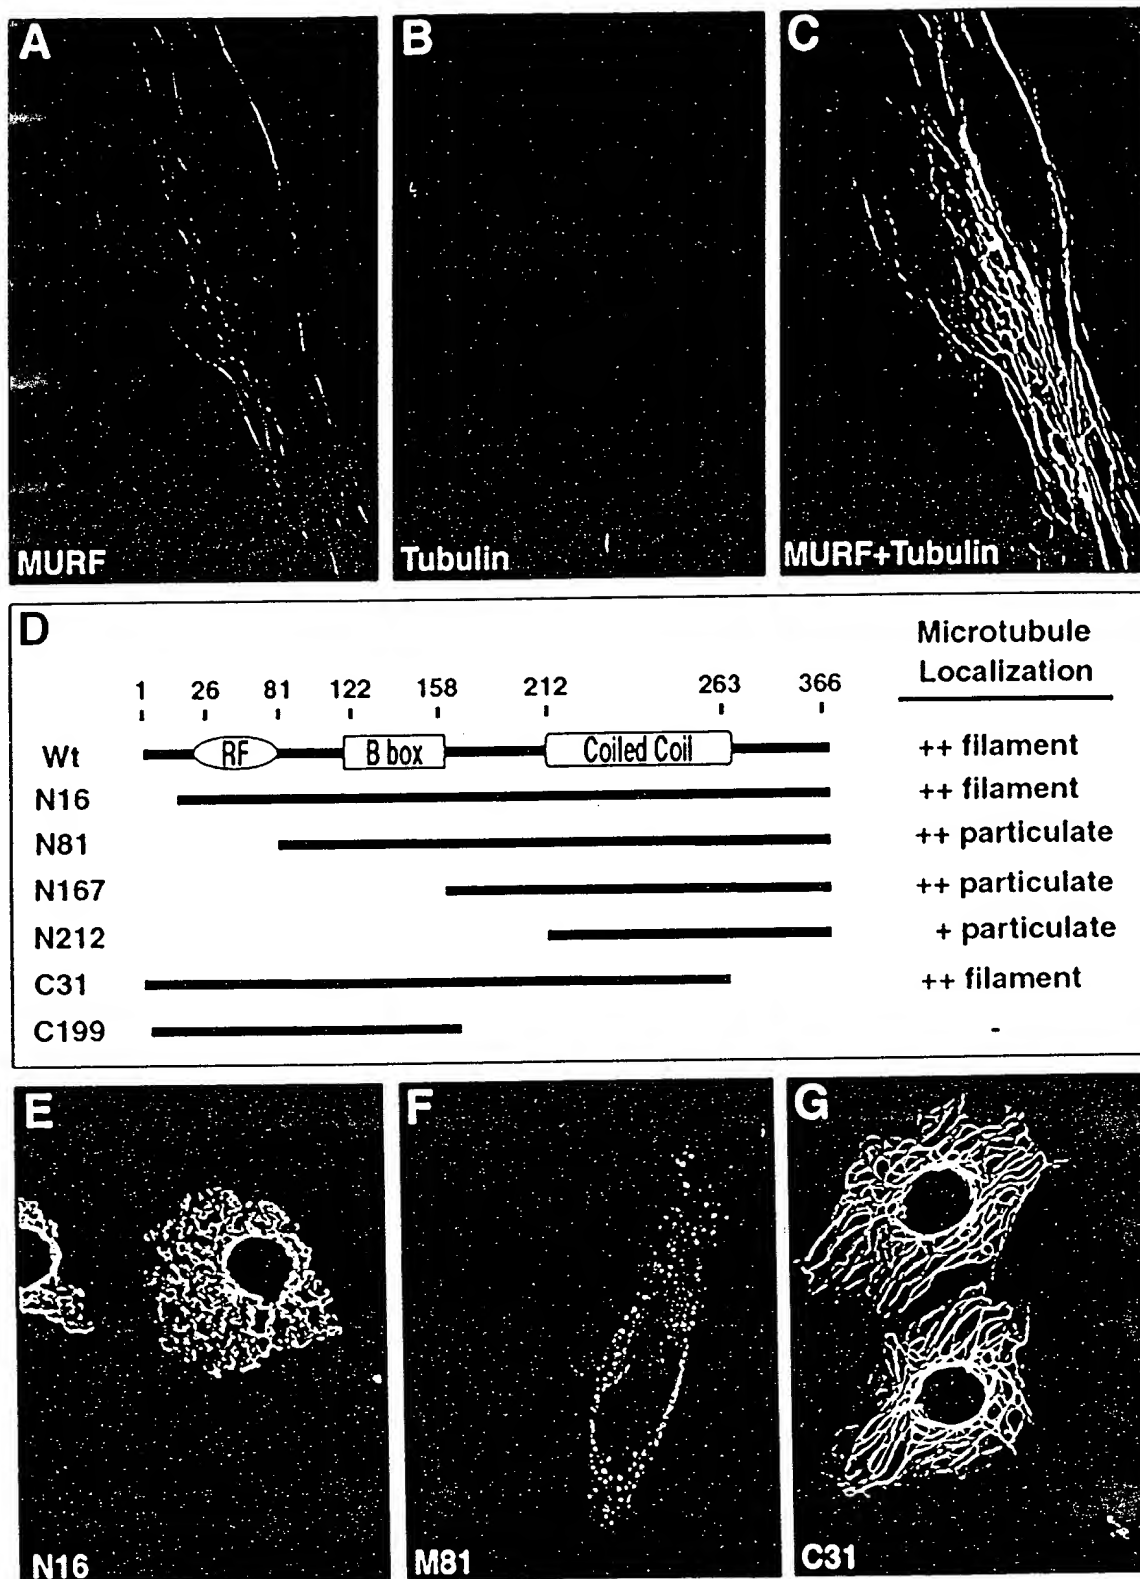 A
B
C
MURF
Tubulin
MURF+Tubulin
D
Microtubule
Localization
1 26 81 122 158 212 263 366
Wt RF B box Coiled Coil ++ filament
N16 ++ filament
N81 ++ particulate
N167 ++ particulate
N212 + particulate
C31 ++ filament
C199 -
E
F
G
N16
M81
C31